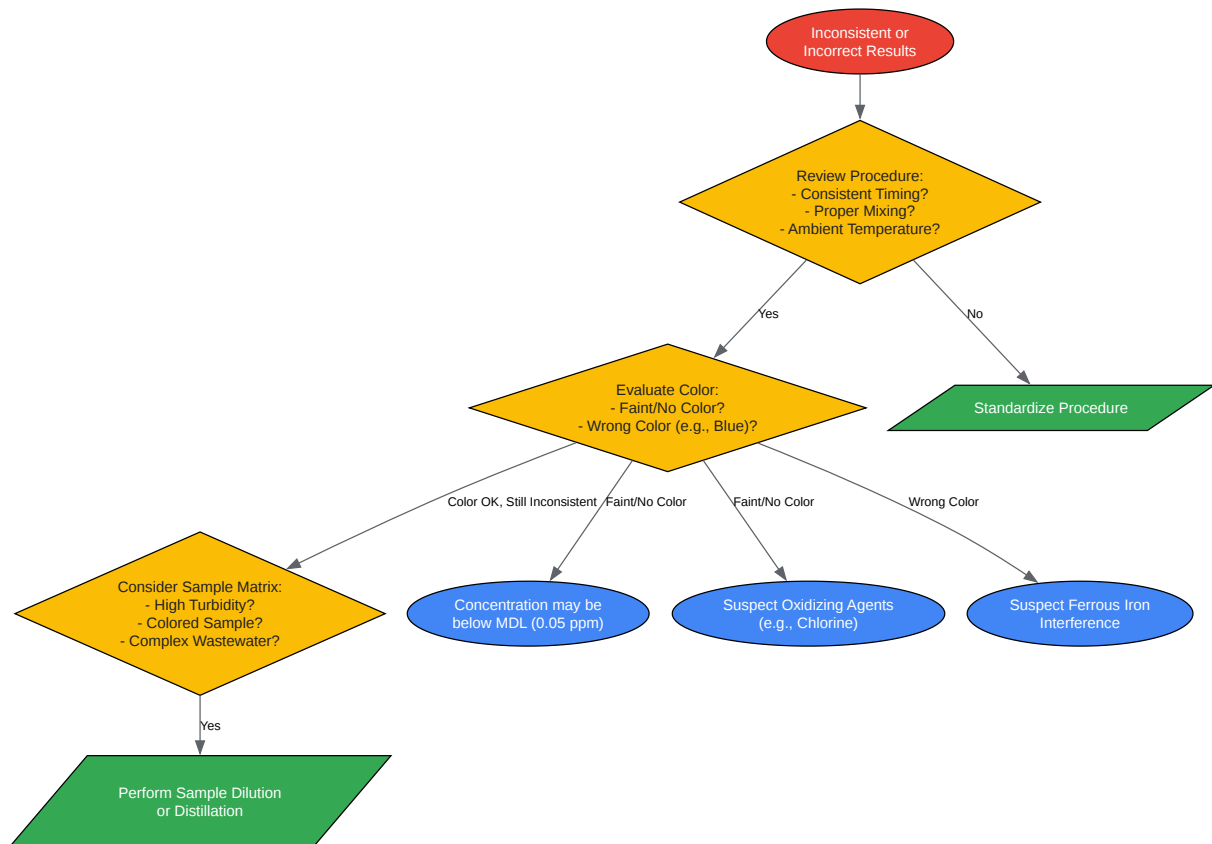 Inconsistent or
Incorrect Results
Review Procedure:
- Consistent Timing?
- Proper Mixing?
- Ambient Temperature?
Yes
No
Evaluate Color:
- Faint/No Color?
- Wrong Color (e.g., Blue)?
Standardize Procedure
Color OK, Still Inconsistent
Faint/No Color
Faint/No Color
Wrong Color
Consider Sample Matrix:
- High Turbidity?
- Colored Sample?
- Complex Wastewater?
Concentration may be
below MDL (0.05 ppm)
Suspect Oxidizing Agents
(e.g., Chlorine)
Suspect Ferrous Iron
Interference
Yes
Perform Sample Dilution
or Distillation